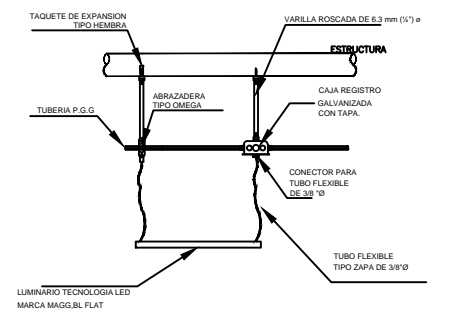 TAQUETE DE EXPANSION
TIPO HEMBRA
VARILLA ROSCADA DE 6.3 mm (¼") ø
ESTRUCTURA
ABRAZADERA
TIPO OMEGA
CAJA REGISTRO
GALVANIZADA
CON TAPA.
TUBERIA P.G.G
CONECTOR PARA
TUBO FLEXIBLE
DE 3/8 "Ø
TUBO FLEXIBLE
TIPO ZAPA DE 3/8"Ø
LUMINARIO TECNOLOGIA LED
MARCA MAGG,BL FLAT